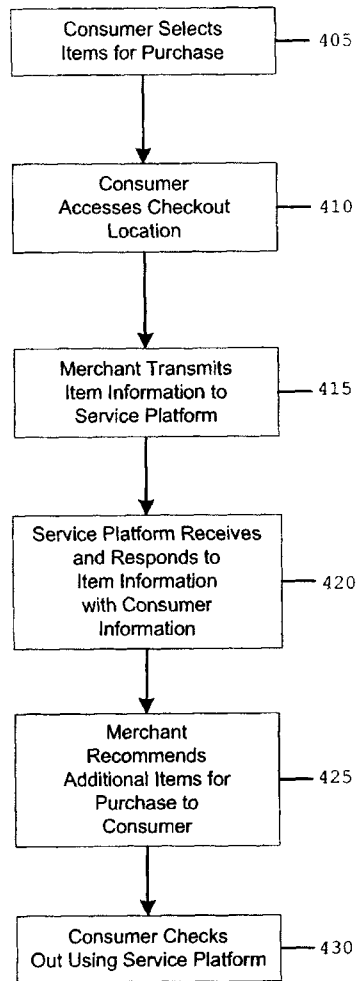 Consumer Selects
Items for Purchase
405
Consumer
Accesses Checkout
Location
410
Merchant Transmits
Item Information to
Service Platform
415
Service Platform Receives
and Responds to
Item Information
with Consumer
Information
420
Merchant
Recommends
Additional Items for
Purchase to
Consumer
425
Consumer Checks
Out Using Service Platform
430